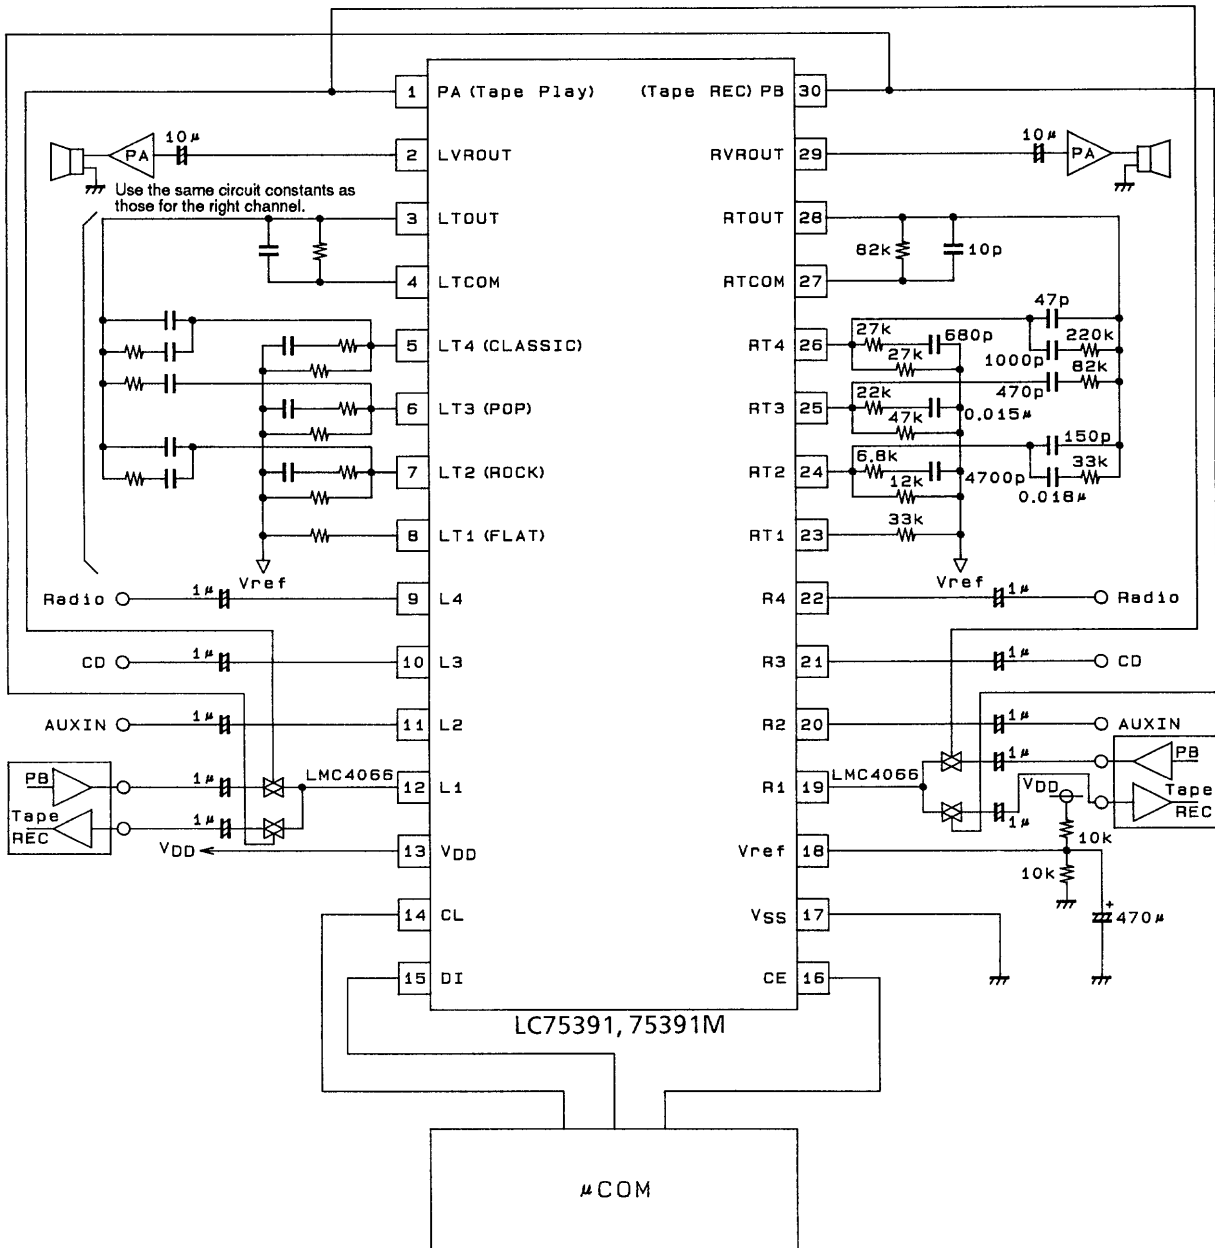 1 PA (Tape Play) (Tape REC) PB 30
10µ PA 2 LVROUT RVROUT 29 10µ PA
Use the same circuit constants as
those for the right channel.
3 LTOUT RTOUT 28
82k 10p
4 LTCOM RTCOM 27
47p
5 LT4 (CLASSIC) RT4 26 27k 680p 220k
27k 1000p 82k
470p
6 LT3 (POP) RT3 25 22k 0.015µ
47k
150p
7 LT2 (ROCK) RT2 24 6.8k 4700p 33k
12k 0.018µ
8 LT1 (FLAT) RT1 23 33k
Vref Vref
Radio 1µ 9 L4 R4 22 1µ Radio
CD 1µ 10 L3 R3 21 1µ CD
AUXIN 1µ 11 L2 R2 20 1µ AUXIN
PB 1µ LMC4066 12 L1 R1 19 LMC4066 1µ PB
Tape
REC 1µ
VDD 1µ Tape
REC
VDD 13 VDD Vref 18 10k
10k
14 CL VSS 17 + 470µ
15 DI CE 16
LC75391, 75391M
µCOM